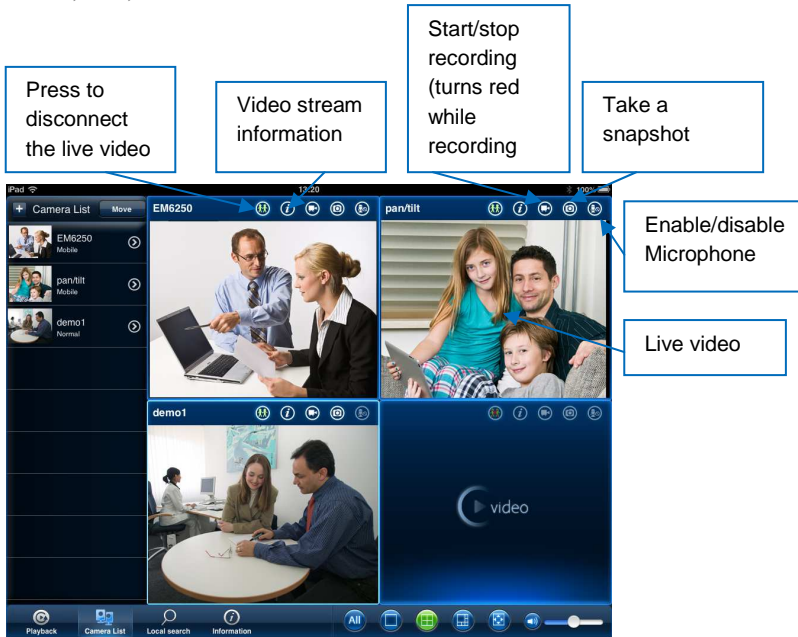 Start/stop
recording
(turns red
while
recording
Press to
disconnect
the live video
Video stream
information
Take a
snapshot
iPad 13:20 100%
+ Camera List Move
EM6250
Mobile
pan/tilt
Mobile
demo1
Normal
EM6250
pan/tilt
Enable/disable
Microphone
Live video
demo1
video
Playback Camera List Local search Information All